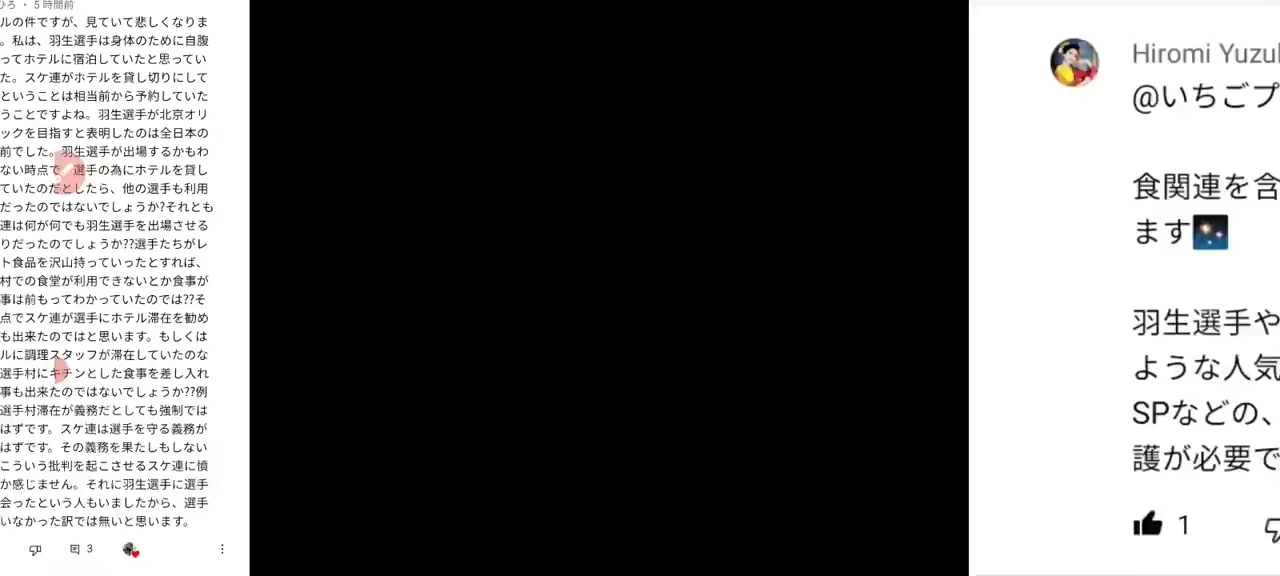 ひろ・5 時間前
ルの件ですが、見ていて悲しくなりま
。私は、羽生選手は身体のために自腹
ってホテルに宿泊していたと思ってい
た。スケ連がホテルを貸し切りにして
ということは相当前から予約していた
うことですよね。羽生選手が北京オリ
ックを目指すと表明したのは全日本の
前でした。羽生選手が出場するかもわ
ない時点で 選手の為にホテルを貸し
ていたのだとしたら、他の選手も利用
だったのではないでしょうか?それとも
連は何が何でも羽生選手を出場させる
りだったのでしょうか??選手たちがレ
ト食品を沢山持っていったとすれば、
村での食堂が利用できないとか食事が
事は前もってわかっていたのでは??そ
点でスケ連が選手にホテル滞在を勧め
も出来たのではと思います。もしくは
ルに調理スタッフが滞在していたのな
選手村にキチンとした食事を差し入れ
事も出来たのではないでしょうか??例
選手村滞在が義務だとしても強制では
はずです。スケ連は選手を守る義務が
はずです。その義務を果たしもしない
こういう批判を起こさせるスケ連に憤
か感じません。それに羽生選手に選手
会ったという人もいましたから、選手
いなかった訳では無いと思います。
3
Hiromi Yuzu
@いちごプ
食関連を含
ます
羽生選手や
ような人気
SPなどの、
護が必要で
1